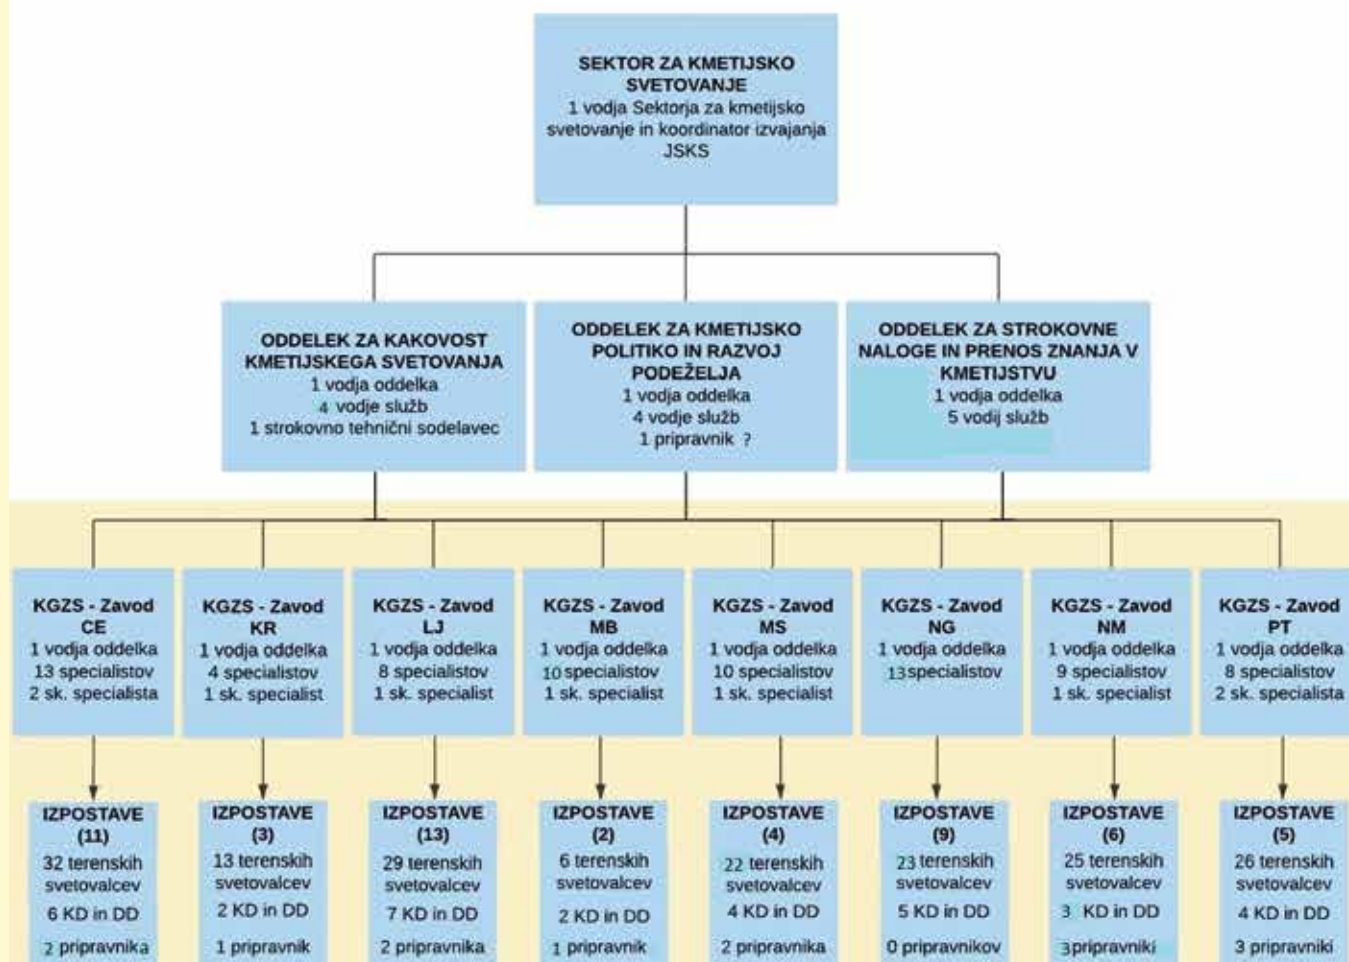 SEKTOR ZA KMETIJSKO
SVETOVANJE
1 vodja Sektorja za kmetijsko
svetovanje in koordinator izvajanja
JSKS
ODDELEK ZA KAKOVOST
KMETIJSKEGA SVETOVANJA
1 vodja oddelka
4 vodje služb
1 strokovno tehnični sodelavec
ODDELEK ZA KMETIJSKO
POLITIKO IN RAZVOJ
PODEŽELJA
1 vodja oddelka
4 vodje služb
1 pripravnik ?
ODDELEK ZA STROKOVNE
NALOGE IN PRENOS ZNANJA V
KMETIJSTVU
1 vodja oddelka
5 vodij služb
KGZS - Zavod
CE
1 vodja oddelka
13 specialistov
2 sk. specialista
KGZS - Zavod
KR
1 vodja oddelka
4 specialistov
1 sk. specialist
KGZS - Zavod
LJ
1 vodja oddelka
8 specialistov
1 sk. specialist
KGZS - Zavod
MB
1 vodja oddelka
10 specialistov
1 sk. specialist
KGZS - Zavod
MS
1 vodja oddelka
10 specialistov
1 sk. specialist
KGZS - Zavod
NG
1 vodja oddelka
13 specialistov
KGZS - Zavod
NM
1 vodja oddelka
9 specialistov
1 sk. specialist
KGZS - Zavod
PT
1 vodja oddelka
8 specialistov
2 sk. specialista
IZPOSTAVE
(11)
32 terenskih
svetovalcev
6 KD in DD
2 pripravnika
IZPOSTAVE
(3)
13 terenskih
svetovalcev
2 KD in DD
1 pripravnik
IZPOSTAVE
(13)
29 terenskih
svetovalcev
7 KD in DD
2 pripravnika
IZPOSTAVE
(2)
6 terenskih
svetovalcev
2 KD in DD
1 pripravnik
IZPOSTAVE
(4)
22 terenskih
svetovalcev
4 KD in DD
2 pripravnika
IZPOSTAVE
(9)
23 terenskih
svetovalcev
5 KD in DD
0 pripravnikov
IZPOSTAVE
(6)
25 terenskih
svetovalcev
3 KD in DD
3 pripravniki
IZPOSTAVE
(5)
26 terenskih
svetovalcev
4 KD in DD
3 pripravniki